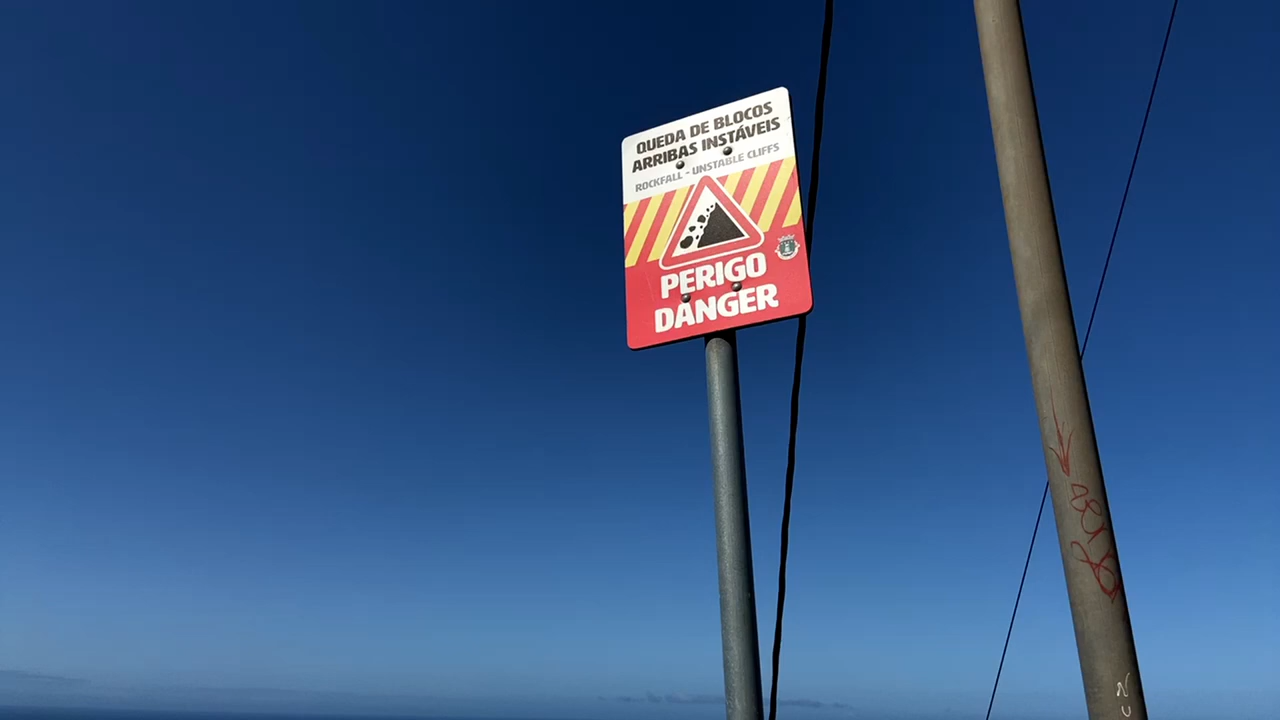 QUEDA DE BLOCOS
ARRIBAS INSTÁVEIS
ROCKFALL - UNSTABLE CLIFFS
PERIGO
DANGER
N
U